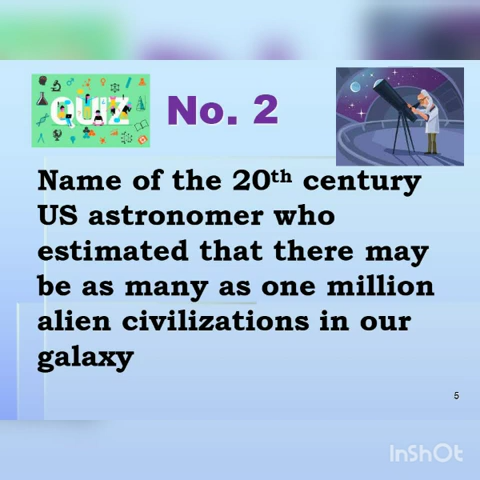 QUIZ
No. 2
Name of the 20th century
US astronomer who
estimated that there may
be as many as one million
alien civilizations in our
galaxy
5
InShOt